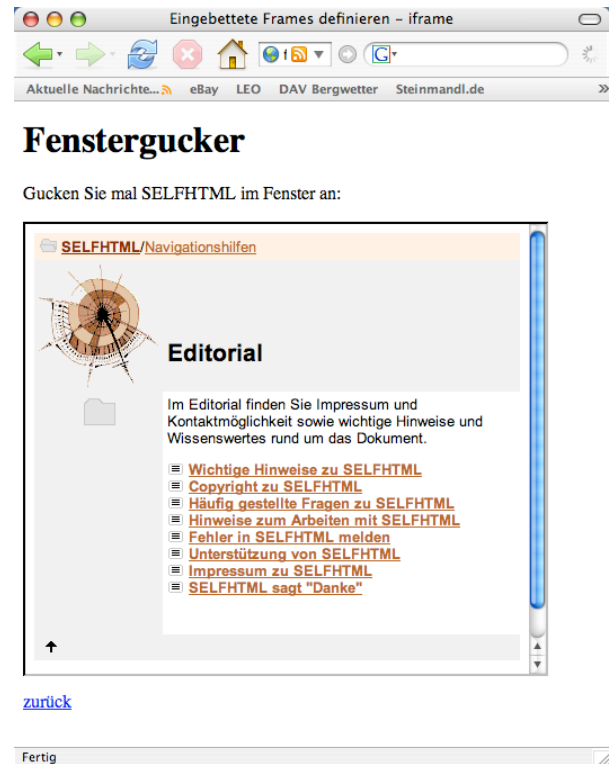 Eingebettete Frames definieren – iframe
f
G
Aktuelle Nachrichte... eBay LEO DAV Bergwetter Steinmandl.de »
Fenstergucker
Gucken Sie mal SELFHTML im Fenster an:
SELFHTML/Navigationshilfen
Editorial
Im Editorial finden Sie Impressum und
Kontaktmöglichkeit sowie wichtige Hinweise und
Wissenswertes rund um das Dokument.
Wichtige Hinweise zu SELFHTML
Copyright zu SELFHTML
Häufig gestellte Fragen zu SELFHTML
Hinweise zum Arbeiten mit SELFHTML
Fehler in SELFHTML melden
Unterstützung von SELFHTML
Impressum zu SELFHTML
SELFHTML sagt "Danke"
zurück
Fertig